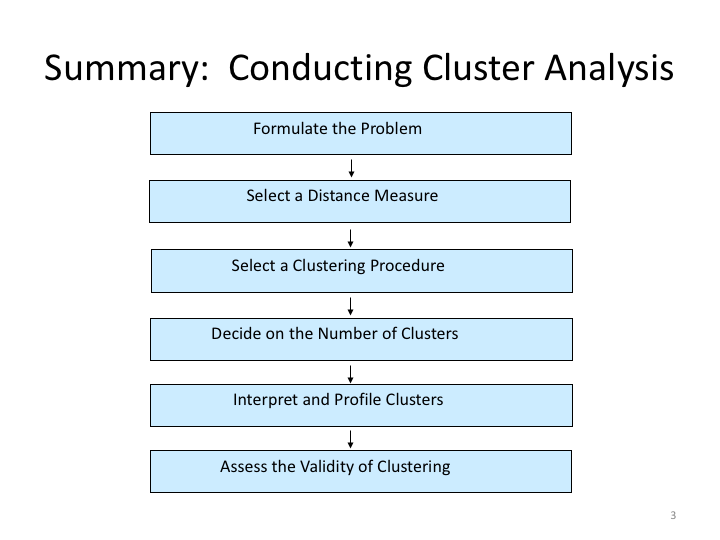 Summary:  Conducting Cluster Analysis
Formulate the Problem
Select a Distance Measure
Select a Clustering Procedure
Decide on the Number of Clusters
Interpret and Profile Clusters
Assess the Validity of Clustering
3